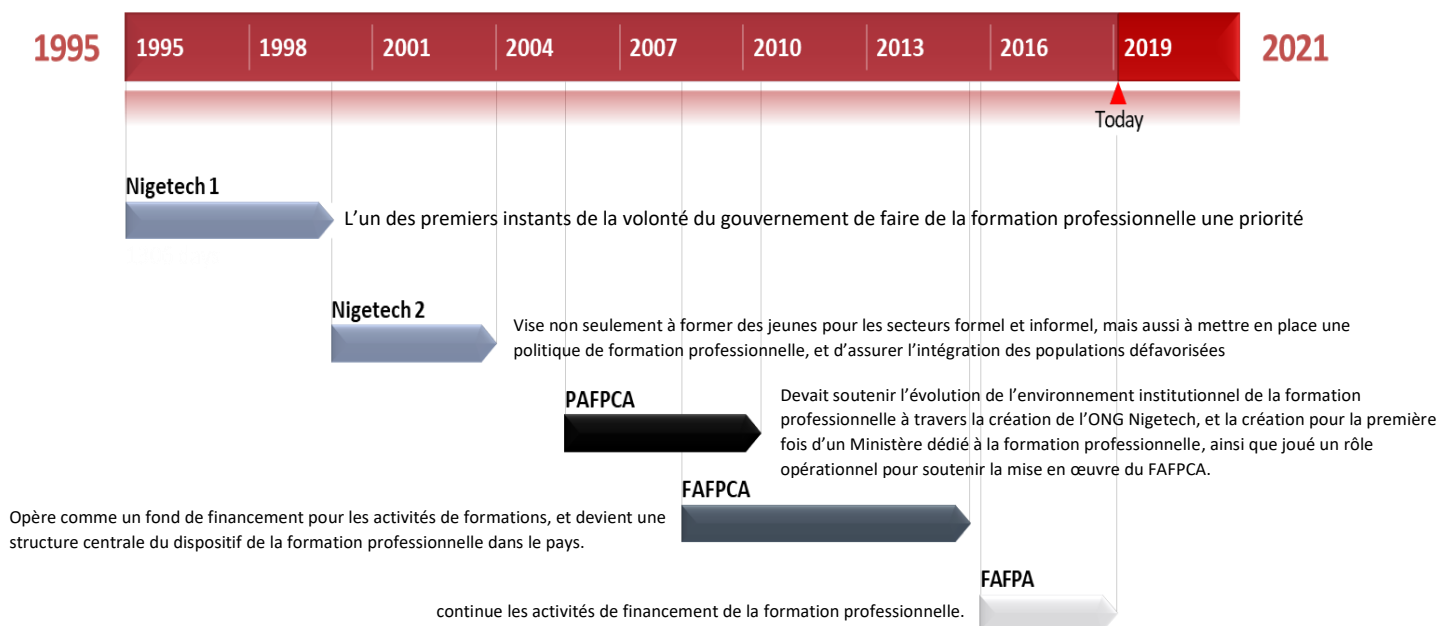 1995 1995 1998 2001 2004 2007 2010 2013 2016 2019 2021
Today
Nigetech 1
L’un des premiers instants de la volonté du gouvernement de faire de la formation professionnelle une priorité
Nigetech 2
Vise non seulement à former des jeunes pour les secteurs formel et informel, mais aussi à mettre en place une
politique de formation professionnelle, et d’assurer l’intégration des populations défavorisées
PAFPCA
Devait soutenir l’évolution de l’environnement institutionnel de la formation
professionnelle à travers la création de l’ONG Nigetech, et la création pour la première
fois d’un Ministère dédié à la formation professionnelle, ainsi que joué un rôle
opérationnel pour soutenir la mise en œuvre du FAFPCA.
FAFPCA
Opère comme un fond de financement pour les activités de formations, et devient une
structure centrale du dispositif de la formation professionnelle dans le pays.
FAFPA
continue les activités de financement de la formation professionnelle.